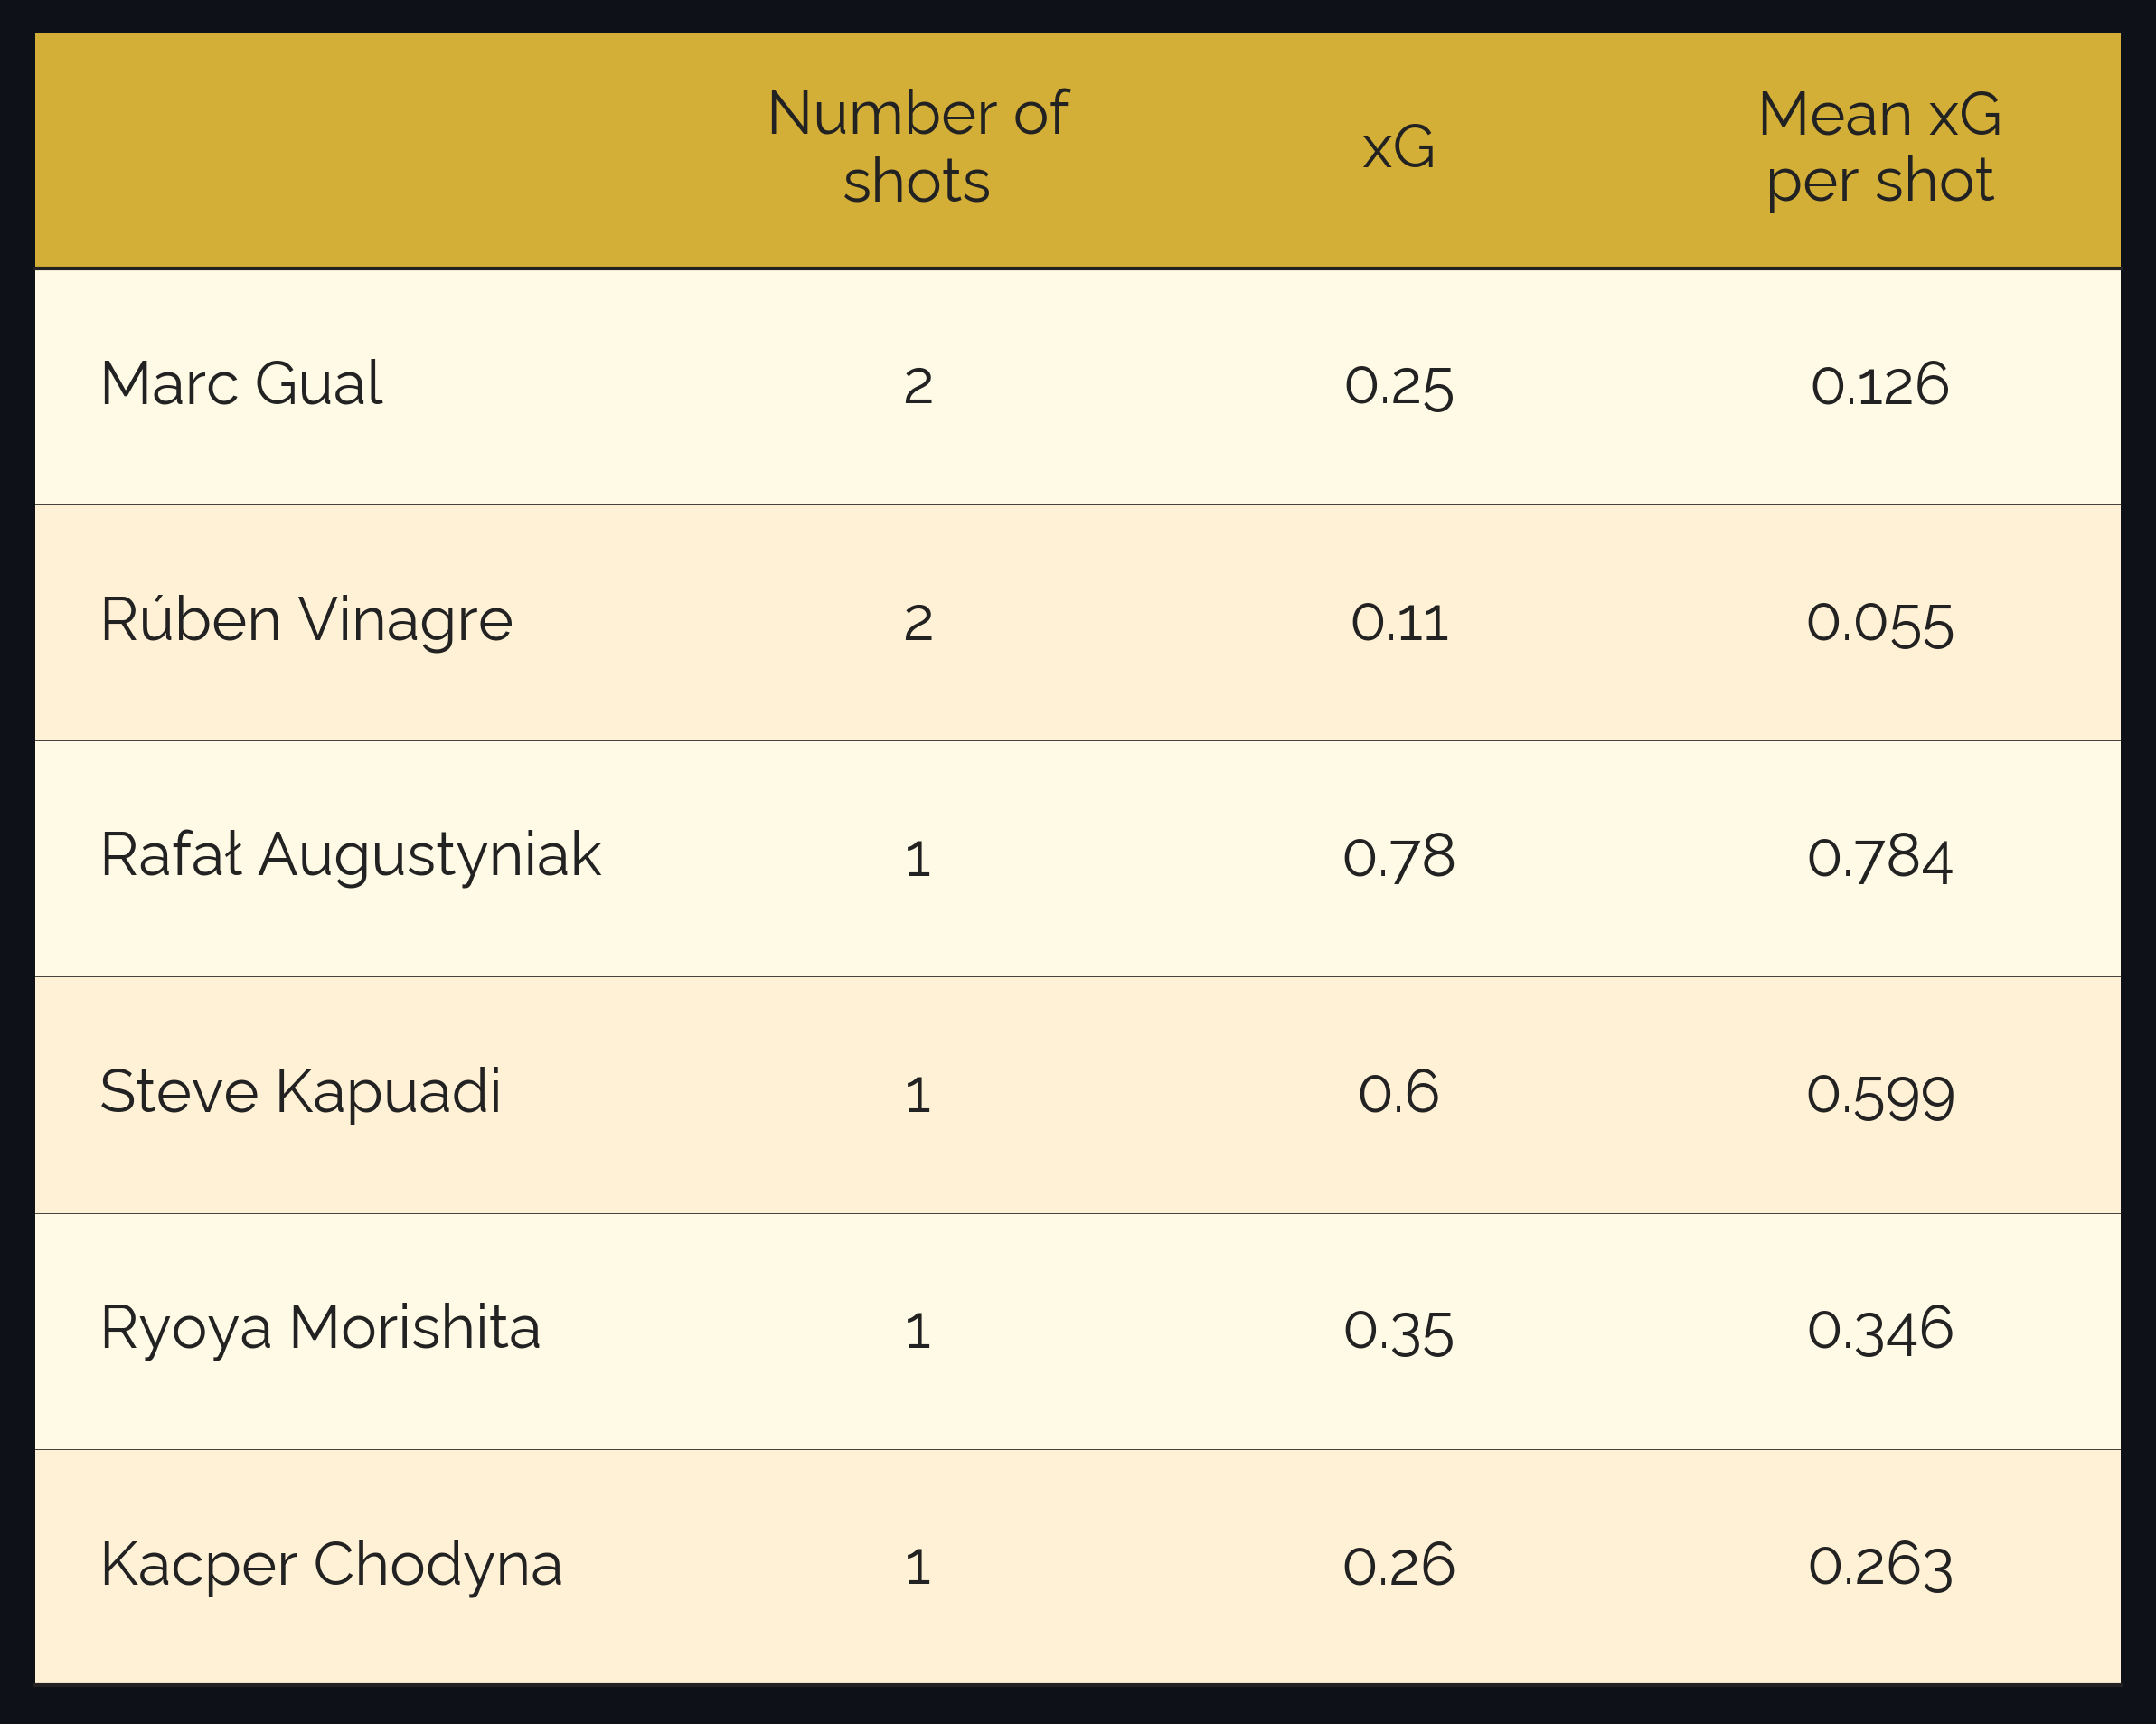 Number of shots xG Mean xG per shot
Marc Gual 2 0.25 0.126
Rúben Vinagre 2 0.11 0.055
Rafał Augustyniak 1 0.78 0.784
Steve Kapuadi 1 0.6 0.599
Ryoya Morishita 1 0.35 0.346
Kacper Chodyna 1 0.26 0.263